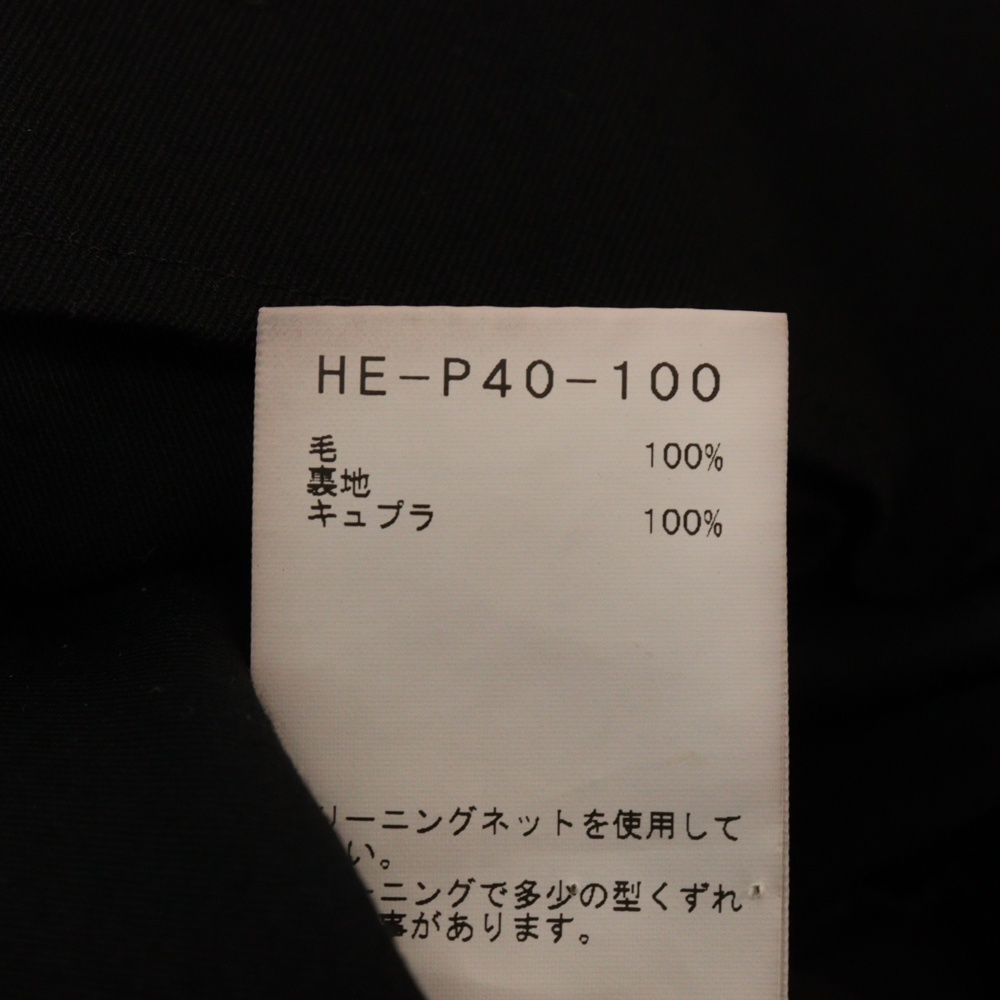 HE-P40-100
毛 100%
裏地
キュプラ 100%
リーニングネットを使用して
い。
ーニングで多少の型くずれ
事があります。